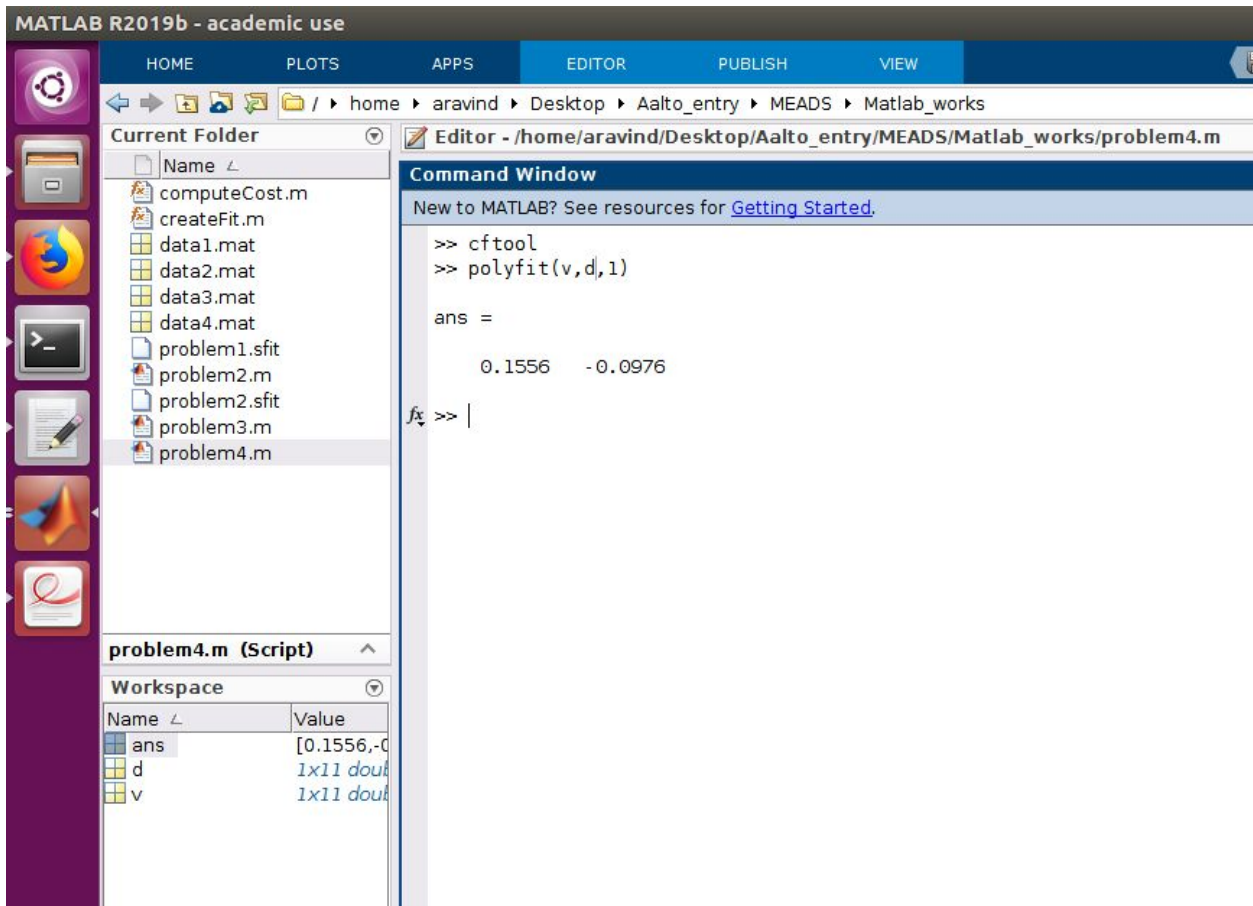 MATLAB R2019b - academic use
HOME PLOTS APPS EDITOR PUBLISH VIEW
/ home aravind Desktop Aalto_entry MEADS Matlab_works
Current Folder
Name
computeCost.m
createFit.m
data1.mat
data2.mat
data3.mat
data4.mat
problem1.sfit
problem2.m
problem2.sfit
problem3.m
problem4.m
problem4.m (Script)
Workspace
Name Value
ans [0.1556,-0
d 1x11 doub
v 1x11 doub
Editor - /home/aravind/Desktop/Aalto_entry/MEADS/Matlab_works/problem4.m
Command Window
New to MATLAB? See resources for Getting Started.
>> cftool
>> polyfit(v,d,1)
ans =
0.1556 -0.0976
fx >>